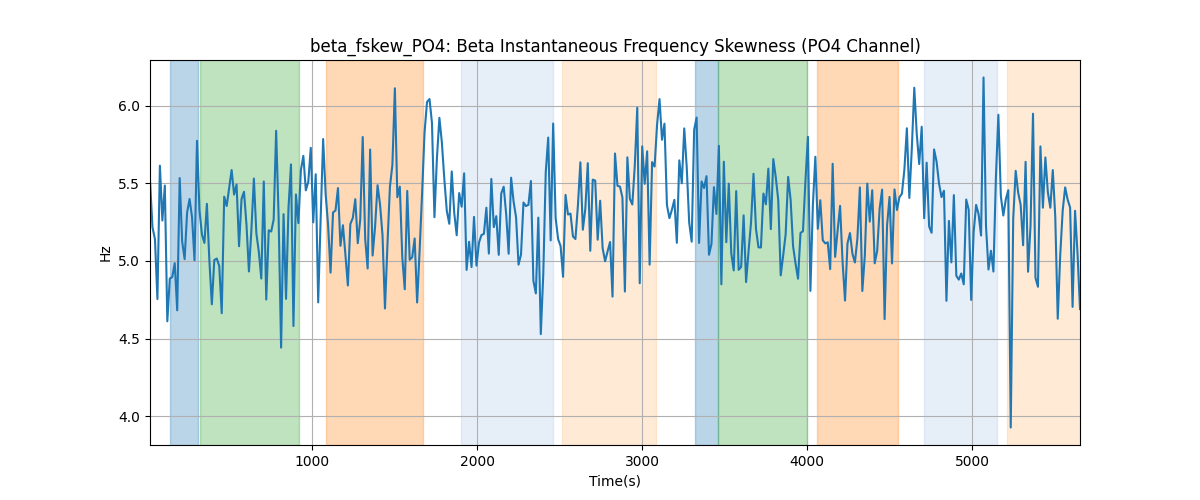 beta_fskew_PO4: Beta Instantaneous Frequency Skewness (PO4 Channel)
Hz
6.0
5.5
5.0
4.5
4.0
1000 2000 3000 4000 5000
Time(s)